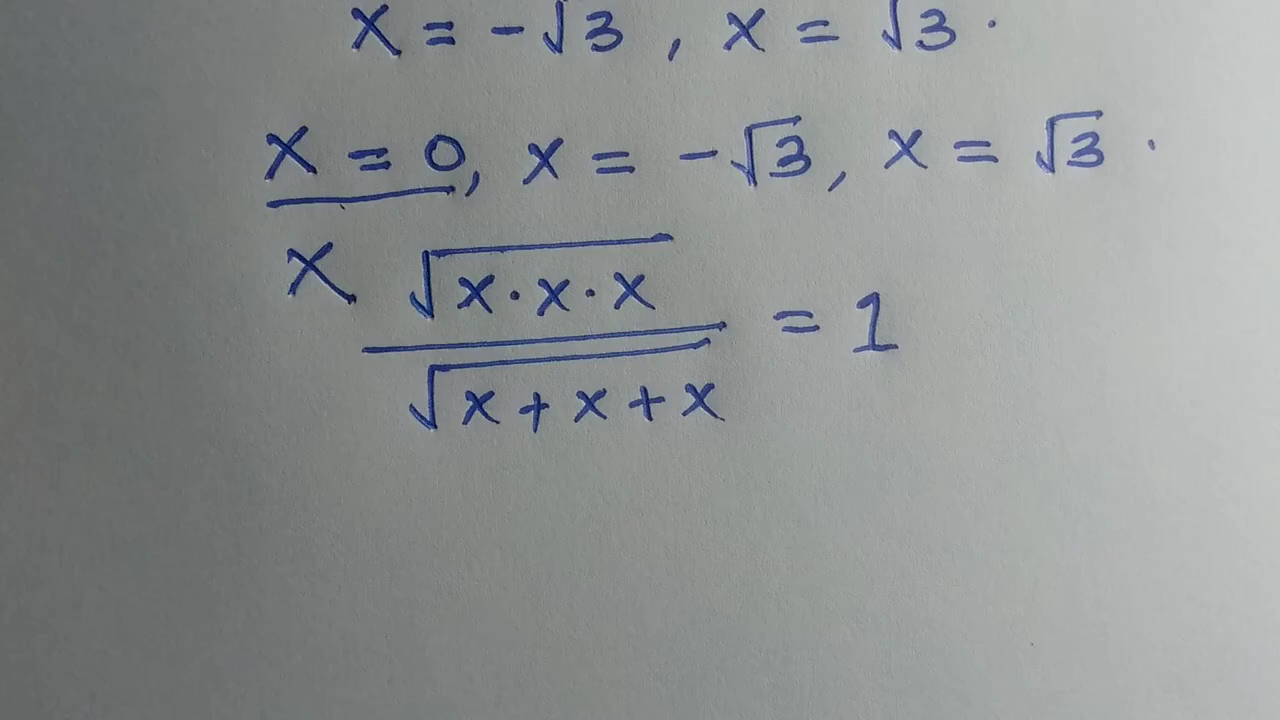 x = -√3 , x = √3 .
x = 0, x = -√3, x = √3 .
x √x·x·x
= 1
√x+x+x